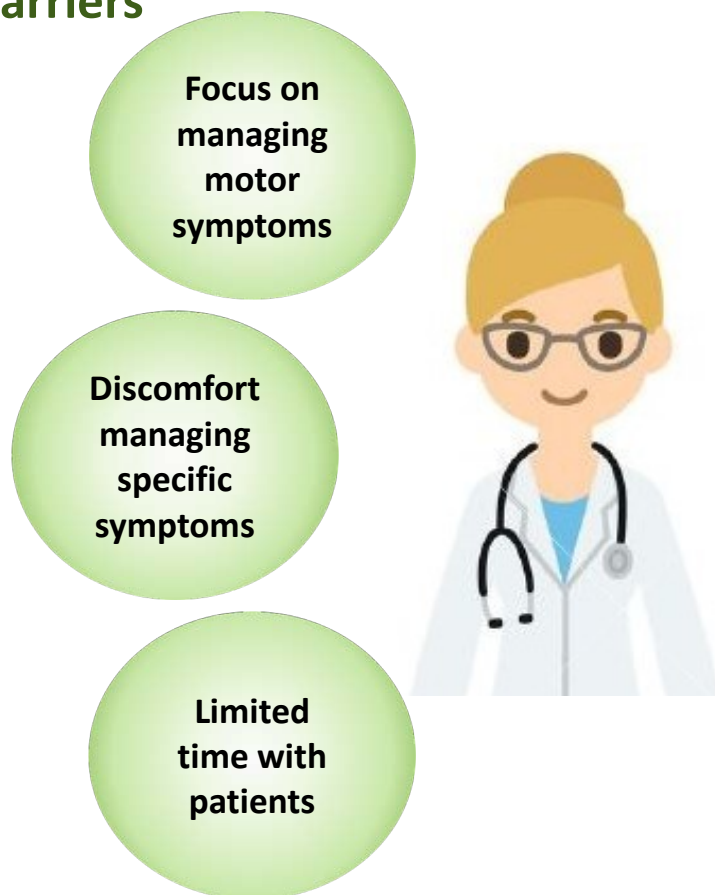 arriers
Focus on
managing
motor
symptoms
Discomfort
managing
specific
symptoms
Limited
time with
patients